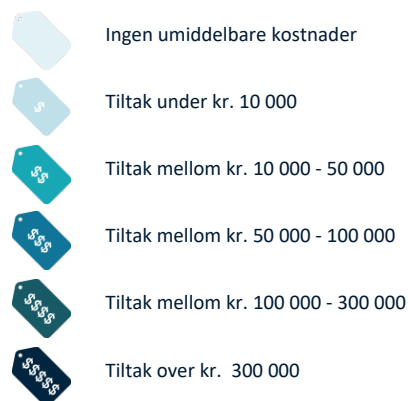 Ingen umiddelbare kostnader
$ Tiltak under kr. 10 000
$$ Tiltak mellom kr. 10 000 - 50 000
$$$ Tiltak mellom kr. 50 000 - 100 000
$$$$ Tiltak mellom kr. 100 000 - 300 000
$$$$$ Tiltak over kr.  300 000